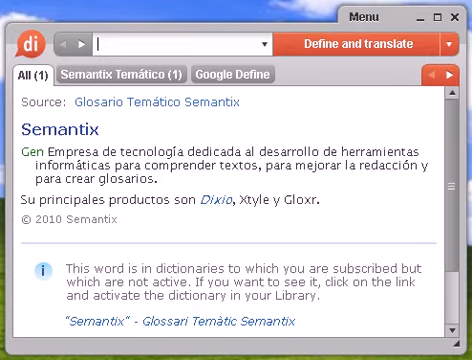 Menu
di
Define and translate
All (1) Semantix Temático (1) Google Define
Source: Glosario Temático Semantix
Semantix
Gen Empresa de tecnología dedicada al desarrollo de herramientas
informáticas para comprender textos, para mejorar la redacción y
para crear glosarios.
Su principales productos son Dixio, Xtyle y Gloxr.
© 2010 Semantix
i
This word is in dictionaries to which you are subscribed but
which are not active. If you want to see it, click on the link
and activate the dictionary in your Library.
"Semantix" - Glossari Temàtic Semantix